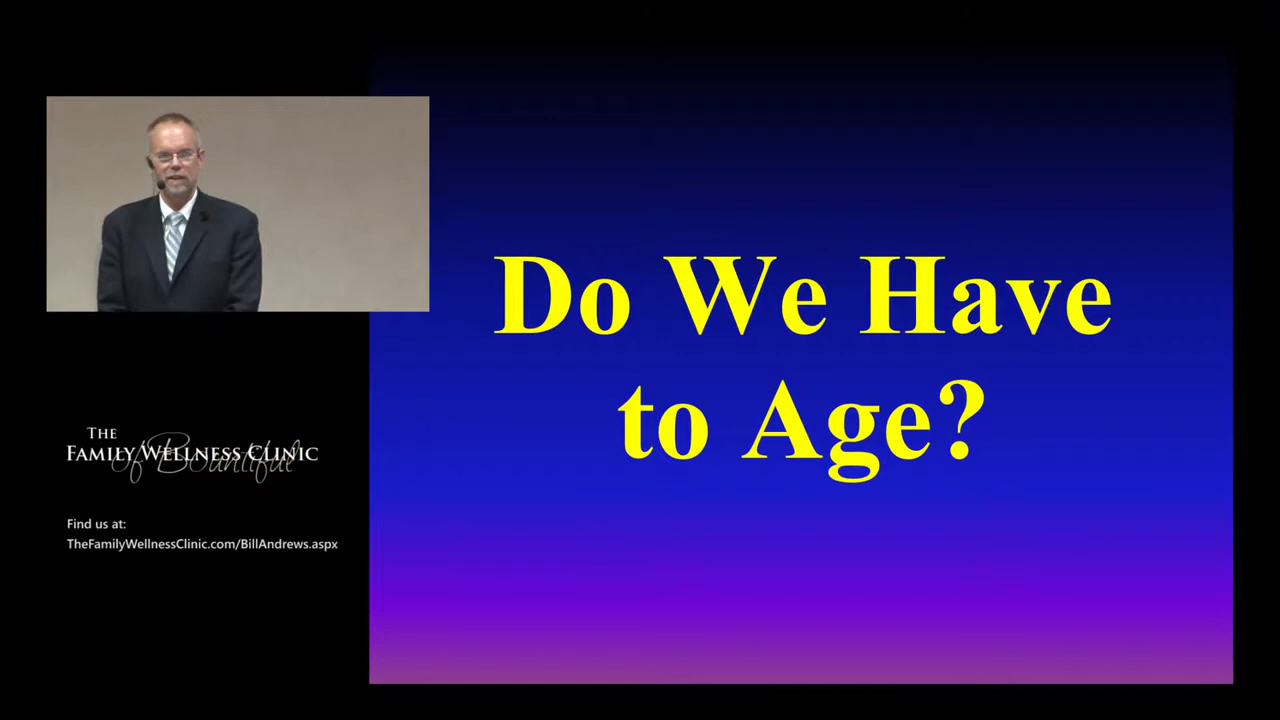 Do We Have
to Age?
THE
FAMILY WELLNESS CLINIC
of Bountiful
Find us at:
TheFamilyWellnessClinic.com/BillAndrews.aspx